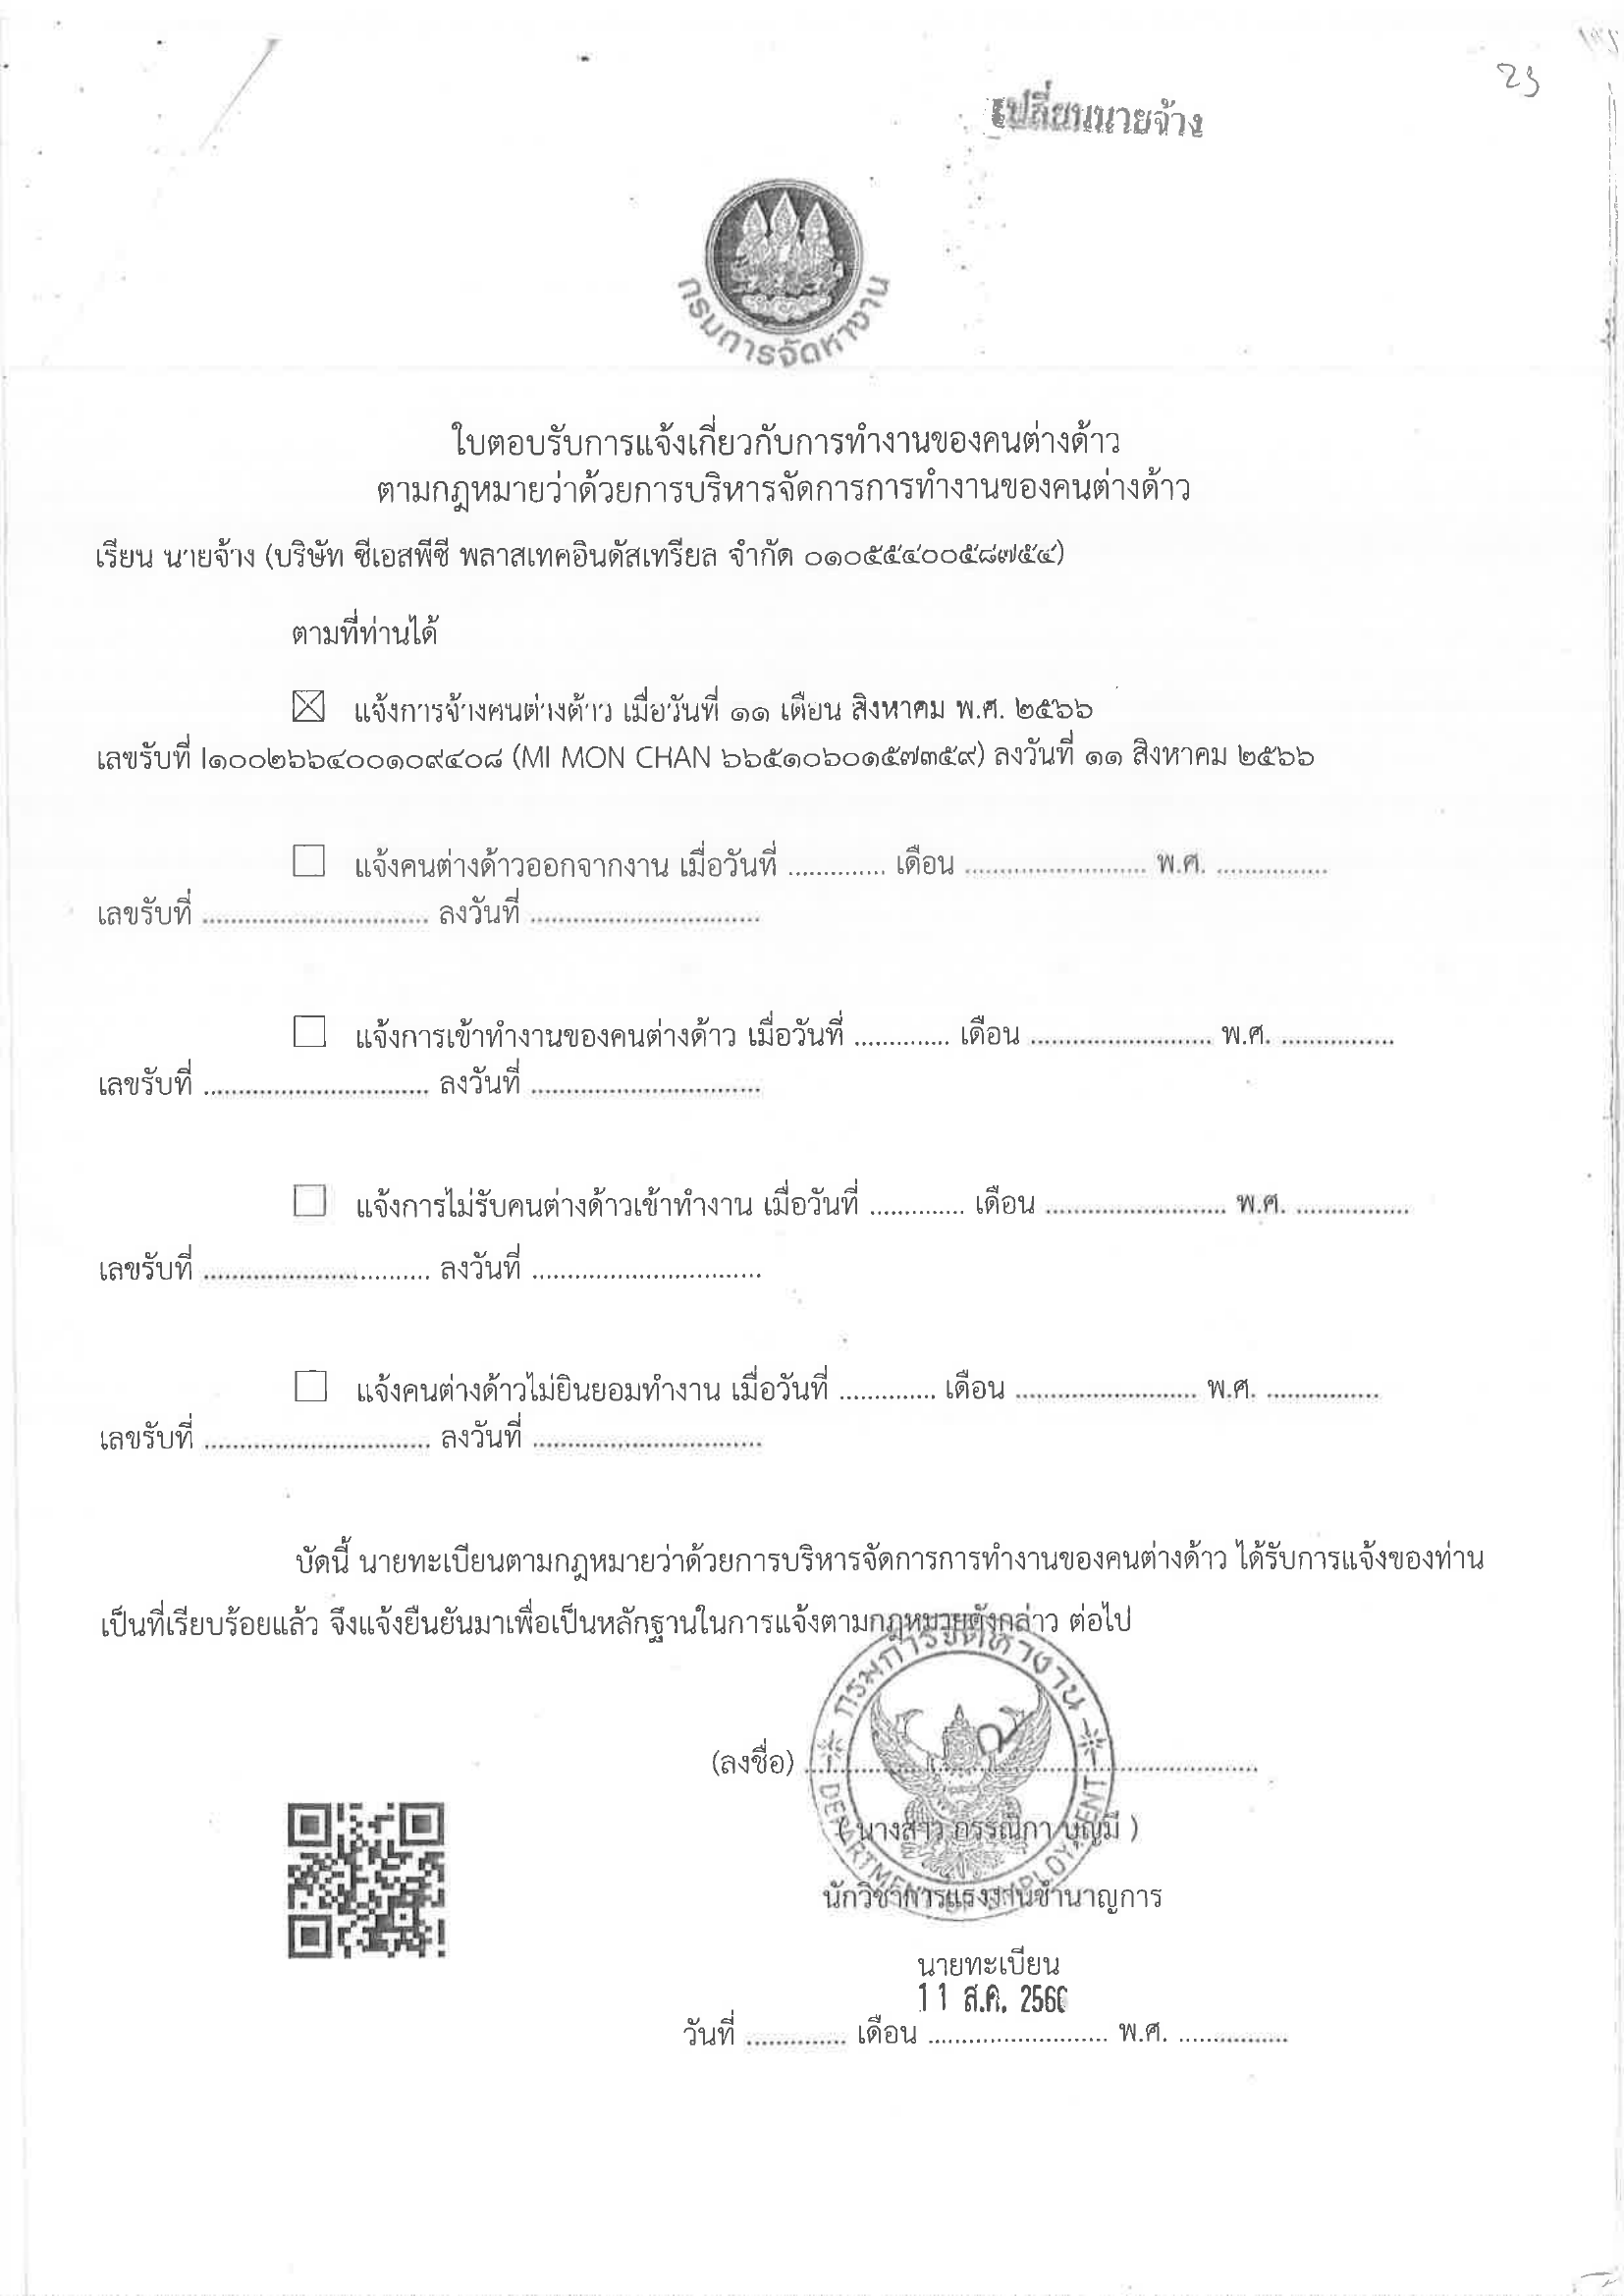 23
เปลี่ยนนายจ้าง
กรมการจัดหางาน
ใบตอบรับการแจ้งเกี่ยวกับการทำงานของคนต่างด้าว
ตามกฎหมายว่าด้วยการบริหารจัดการการทำงานของคนต่างด้าว
เรียน นายจ้าง (บริษัท ซีเอสพีซี พลาสเทคอินดัสเทรียล จำกัด ๐๑๐๕๕๔๐๐๕๘๗๕๔)
ตามที่ท่านได้
☒ แจ้งการจ้างคนต่างด้าว เมื่อวันที่ ๑๑ เดือน สิงหาคม พ.ศ. ๒๕๖๖
เลขรับที่ I๑๐๐๒๖๖๔๐๐๑๐๙๔๐๘ (MI MON CHAN ๖๖๕๑๐๖๐๑๕๗๓๕๙) ลงวันที่ ๑๑ สิงหาคม ๒๕๖๖
☐ แจ้งคนต่างด้าวออกจากงาน เมื่อวันที่ .............. เดือน .......................... พ.ศ. ................
เลขรับที่ ................................ ลงวันที่ .................................
☐ แจ้งการเข้าทำงานของคนต่างด้าว เมื่อวันที่ .............. เดือน .......................... พ.ศ. ................
เลขรับที่ ................................ ลงวันที่ .................................
☐ แจ้งการไม่รับคนต่างด้าวเข้าทำงาน เมื่อวันที่ .............. เดือน .......................... พ.ศ. ................
เลขรับที่ ................................ ลงวันที่ .................................
☐ แจ้งคนต่างด้าวไม่ยินยอมทำงาน เมื่อวันที่ .............. เดือน .......................... พ.ศ. ................
เลขรับที่ ................................ ลงวันที่ .................................
บัดนี้ นายทะเบียนตามกฎหมายว่าด้วยการบริหารจัดการการทำงานของคนต่างด้าว ได้รับการแจ้งของท่าน
เป็นที่เรียบร้อยแล้ว จึงแจ้งยืนยันมาเพื่อเป็นหลักฐานในการแจ้งตามกฎหมายดังกล่าว ต่อไป
กรมการจัดหางาน
DEPARTMENT OF EMPLOYMENT
(ลงชื่อ) ................................................................
( นางสาว กรรณิกา บุญมี )
นักวิชาการแรงงานชำนาญการ
นายทะเบียน
11 ส.ค. 2566
วันที่ .............. เดือน .......................... พ.ศ. ................